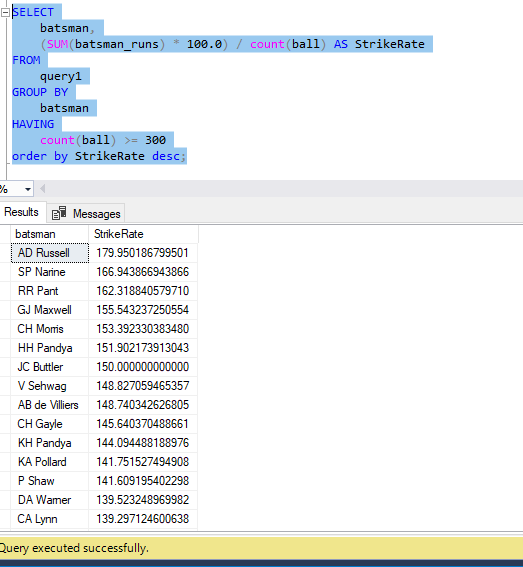 SELECT
batsman,
(SUM(batsman_runs) * 100.0) / count(ball) AS StrikeRate
FROM
query1
GROUP BY
batsman
HAVING
count(ball) >= 300
order by StrikeRate desc;
%
Results Messages
batsman StrikeRate
AD Russell 179.950186799501
SP Narine 166.943866943866
RR Pant 162.318840579710
GJ Maxwell 155.543237250554
CH Morris 153.392330383480
HH Pandya 151.902173913043
JC Buttler 150.000000000000
V Sehwag 148.827059465357
AB de Villiers 148.740342626805
CH Gayle 145.640370488661
KH Pandya 144.094488188976
KA Pollard 141.751527494908
P Shaw 141.609195402298
DA Warner 139.523248969982
CA Lynn 139.297124600638
Query executed successfully.